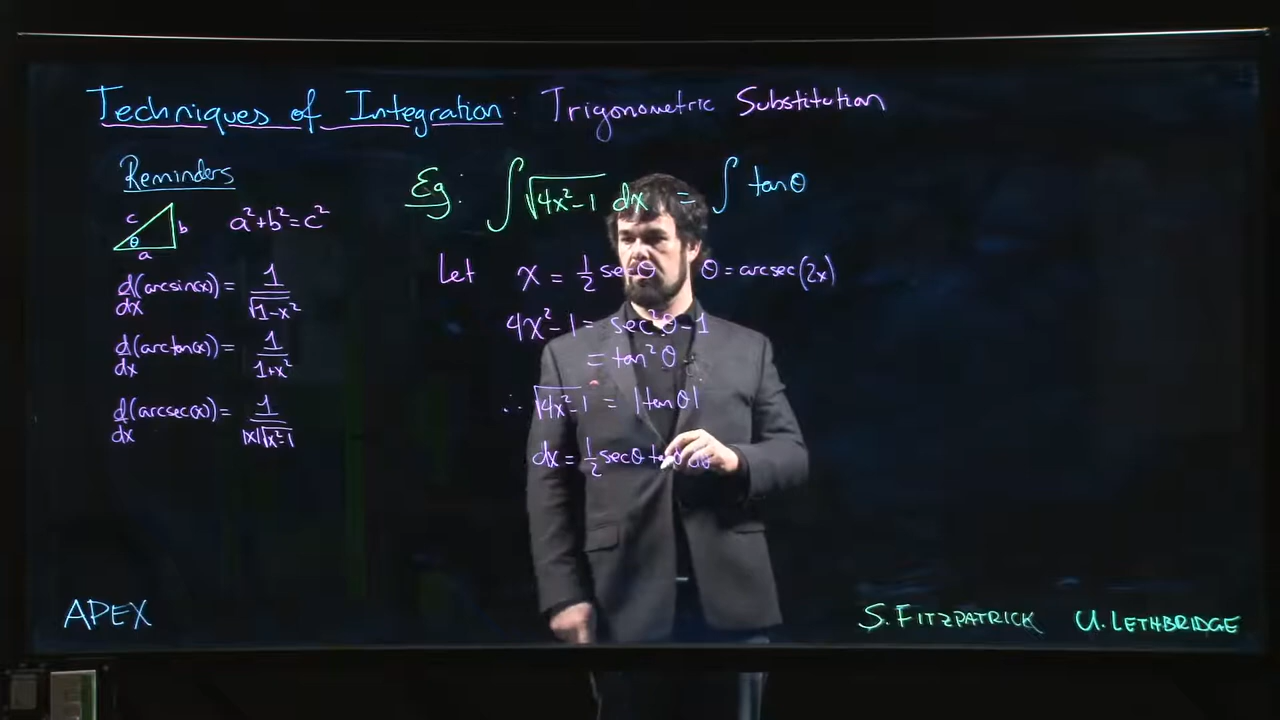 Techniques of Integration: Trigonometric Substitution
Reminders
c b θ a
a²+b²=c²
d/dx (arcsin(x)) = 1/√(1-x²)
d/dx (arctan(x)) = 1/(1+x²)
d/dx (arcsec(x)) = 1/(|x|√(x²-1))
Eg: ∫ √(4x²-1) dx = ∫ tanθ
Let x = 1/2 secθ θ = arcsec(2x)
4x²-1 = sec²θ-1
= tan²θ
∴ √(4x²-1) = |tanθ|
dx = 1/2 secθ tanθ dθ
APEX
S. FITZPATRICK U. LETHBRIDGE